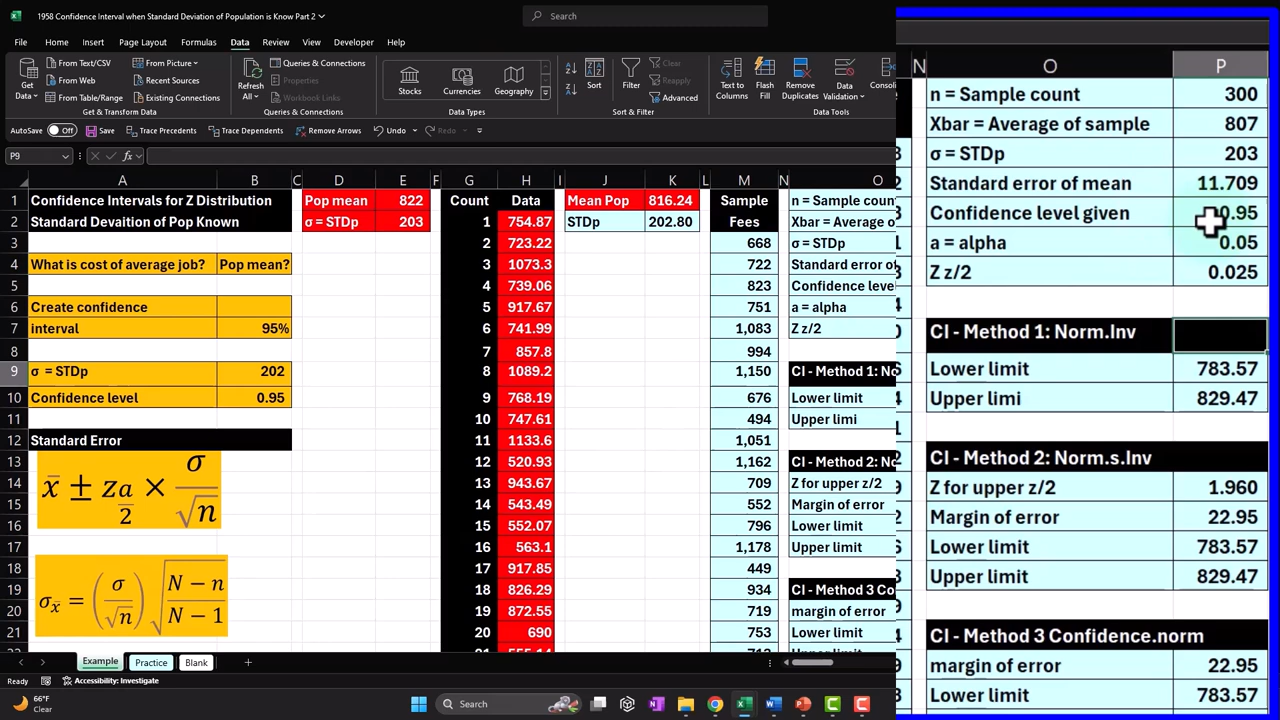 1958 Confidence Interval when Standard Deviation of Population is Know Part 2
Search
File Home Insert Page Layout Formulas Data Review View Developer Help
Get Data
From Text/CSV
From Web
From Table/Range
From Picture
Recent Sources
Existing Connections
Get & Transform Data
Refresh All
Queries & Connections
Properties
Workbook Links
Queries & Connections
Stocks
Currencies
Geography
Data Types
Sort
Filter
Clear
Reapply
Advanced
Sort & Filter
Text to Columns
Flash Fill
Remove Duplicates
Data Validation
Data Tools
AutoSave Off Save Trace Precedents Trace Dependents Remove Arrows Undo Redo
P9 fx
A B C D E F G H I J K L M N O
1 Confidence Intervals for Z Distribution Pop mean 822 Count Data Mean Pop 816.24 Sample n = Sample count
2 Standard Devaition of Pop Known σ = STDp 203 1 754.87 STDp 202.80 Fees Xbar = Average o
3 2 723.22 668 σ = STDp
4 What is cost of average job? Pop mean? 3 1073.3 722 Standard error of
5 4 739.06 823 Confidence leve
6 Create confidence 5 917.67 751 a = alpha
7 interval 95% 6 741.99 1,083 Z z/2
8 7 857.8 994
9 σ = STDp 202 8 1089.2 1,150 CI - Method 1: No
10 Confidence level 0.95 9 768.19 676 Lower limit
11 10 747.61 494 Upper limi
12 Standard Error 11 1133.6 1,051
13 12 520.93 1,162 CI - Method 2: No
14 13 943.67 709 Z for upper z/2
15 14 543.49 552 Margin of error
16 15 552.07 796 Lower limit
17 16 563.1 1,178 Upper limit
18 17 917.85 449
19 18 826.29 934 CI - Method 3 Co
20 19 872.55 719 margin of error
21 20 690 753 Lower limit
x̄ ± z a/2 × σ/√n
σx̄ = (σ/√n) √((N − n)/(N − 1))
Example Practice Blank
Ready Accessibility: Investigate
66°F
Clear
Search
N O P
n = Sample count 300
Xbar = Average of sample 807
σ = STDp 203
Standard error of mean 11.709
Confidence level given 0.95
a = alpha 0.05
Z z/2 0.025
CI - Method 1: Norm.Inv
Lower limit 783.57
Upper limi 829.47
CI - Method 2: Norm.s.Inv
Z for upper z/2 1.960
Margin of error 22.95
Lower limit 783.57
Upper limit 829.47
CI - Method 3 Confidence.norm
margin of error 22.95
Lower limit 783.57